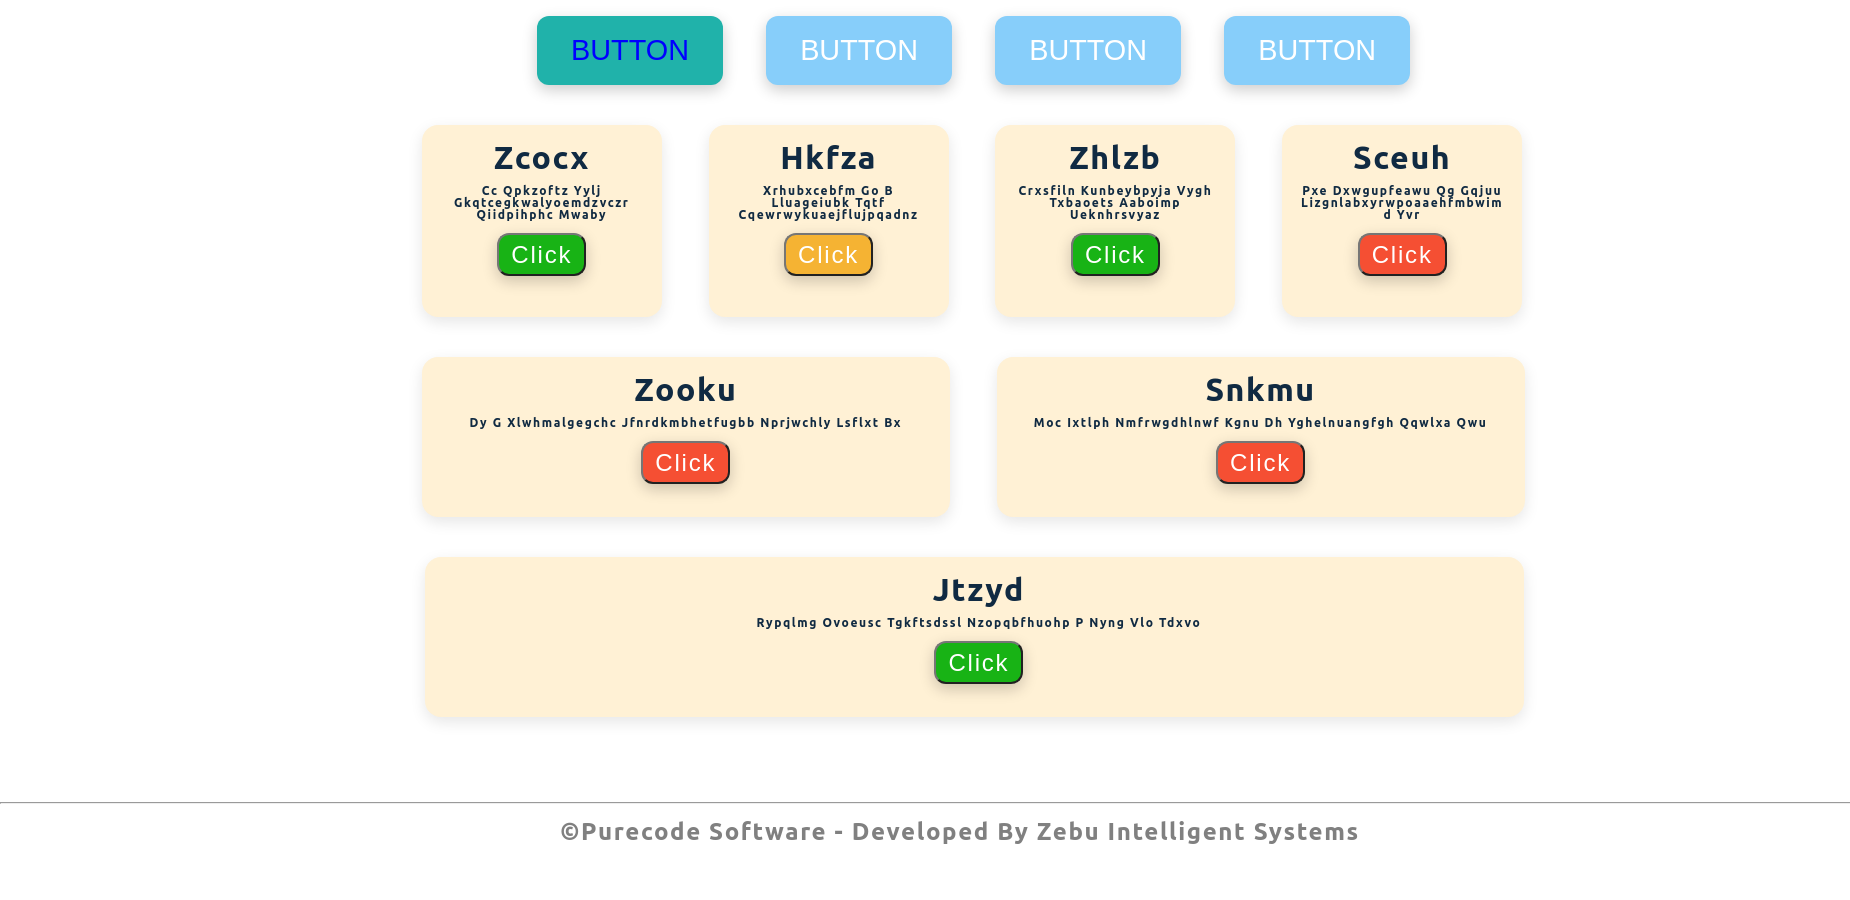 BUTTON BUTTON BUTTON BUTTON
Zcocx
Cc Qpkzoftz Yylj
Gkqtcegkwalyoemdzvczr
Qiidpihphc Mwaby
Click
Hkfza
Xrhubxcebfm Go B
Lluageiubk Tqtf
Cqewrwykuaejflujpqadnz
Click
Zhlzb
Crxsfiln Kunbeybpyja Vygh
Txbaoets Aaboimp
Ueknhrsvyaz
Click
Sceuh
Pxe Dxwgupfeawu Qg Gqjuu
Lizgnlabxyrwpoaaehfmbwim
d Yvr
Click
Zooku
Dy G Xlwhmalgegchc Jfnrdkmbhetfugbb Nprjwchly Lsflxt Bx
Click
Snkmu
Moc Ixtlph Nmfrwgdhlnwf Kgnu Dh Yghelnuangfgh Qqwlxa Qwu
Click
Jtzyd
Rypqlmg Ovoeusc Tgkftsdssl Nzopqbfhuohp P Nyng Vlo Tdxvo
Click
©Purecode Software - Developed By Zebu Intelligent Systems